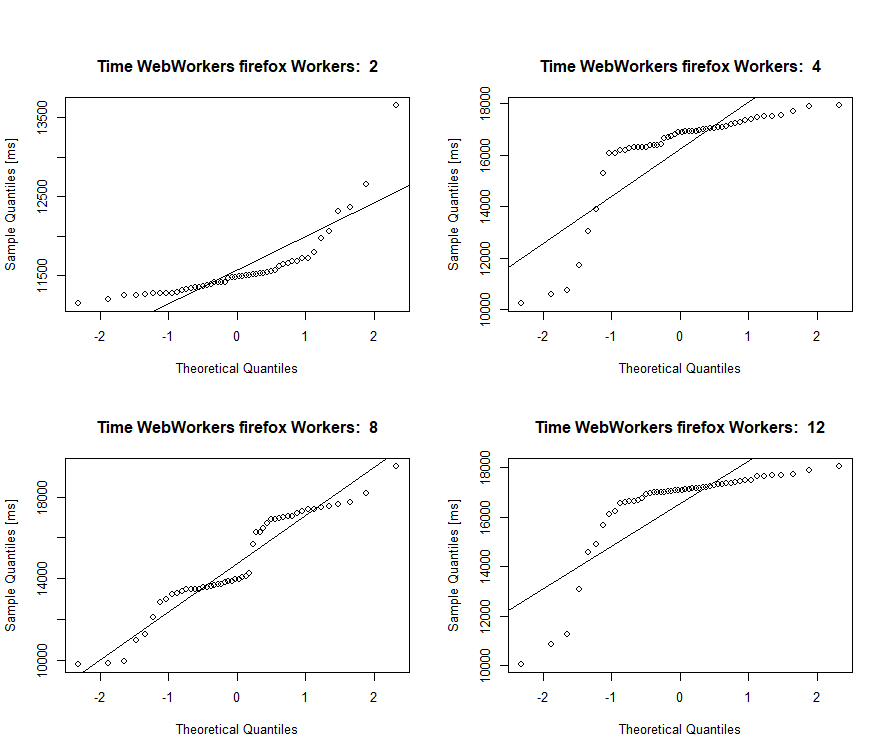 Time WebWorkers firefox Workers:  2
Sample Quantiles [ms]
13500
12500
11500
-2 -1 0 1 2
Theoretical Quantiles
Time WebWorkers firefox Workers:  4
Sample Quantiles [ms]
18000
16000
14000
12000
10000
-2 -1 0 1 2
Theoretical Quantiles
Time WebWorkers firefox Workers:  8
Sample Quantiles [ms]
18000
14000
10000
-2 -1 0 1 2
Theoretical Quantiles
Time WebWorkers firefox Workers:  12
Sample Quantiles [ms]
18000
16000
14000
12000
10000
-2 -1 0 1 2
Theoretical Quantiles